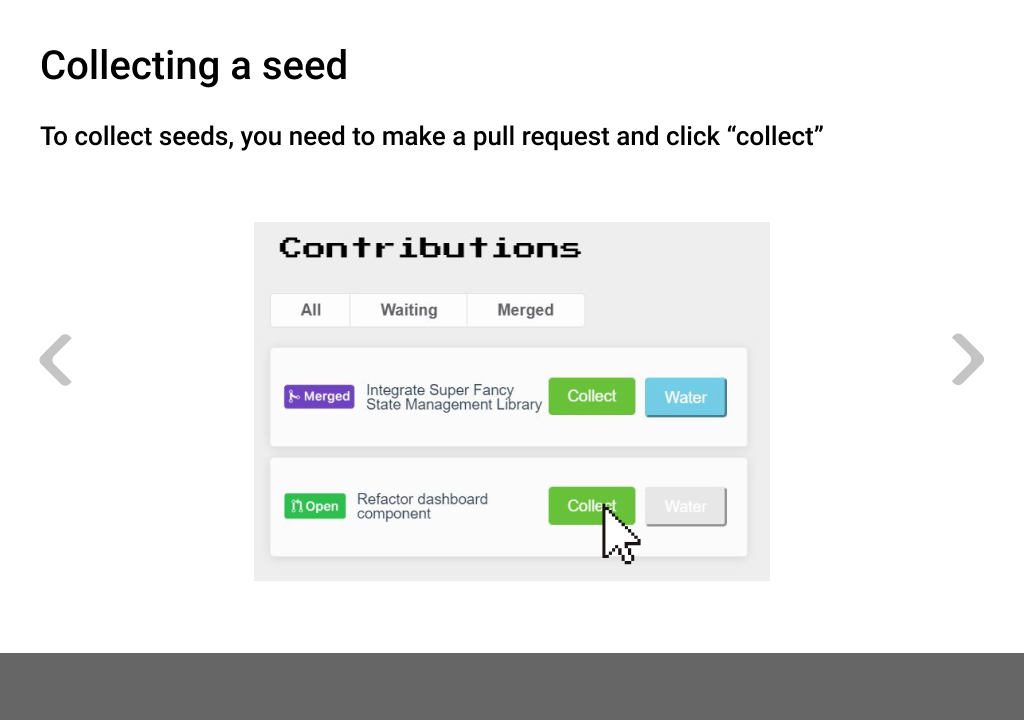 Collecting a seed
To collect seeds, you need to make a pull request and click “collect”
Contributions
All Waiting Merged
Merged
Integrate Super Fancy
State Management Library
Collect
Water
Open
Refactor dashboard
component
Collect
Water